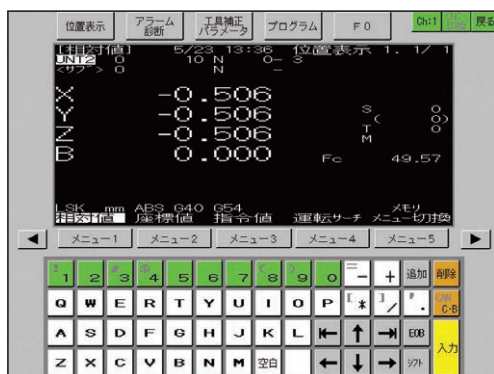 位置表示 アラーム診断 工具補正パラメータ プログラム F0 Ch:1 戻る
[相対値] 5/23 13:36 位置表示 1. 1/ 1
UNT2 0 10 N 0- 3
<サブ> 0 N -
X -0.506
Y -0.506 S 0
( 0)
Z -0.506 T 0
M
B 0.000 Fc 49.57
LSK mm ABS G40 G54 メモリ
相対値 座標値 指令値 運転サーチ メニュー切換
◀ メニュー1 メニュー2 メニュー3 メニュー4 メニュー5 ▶
! 1 2 # 3 $ 4 5 6 7 ( 8 ) 9 0 = - + 追加 削除
Q W E R T Y U I O P [ * ] / . CAN C-B
A S D F G H J K L ↑ EOB 入力
Z X C V B N M 空白 ← ↓ → シフト